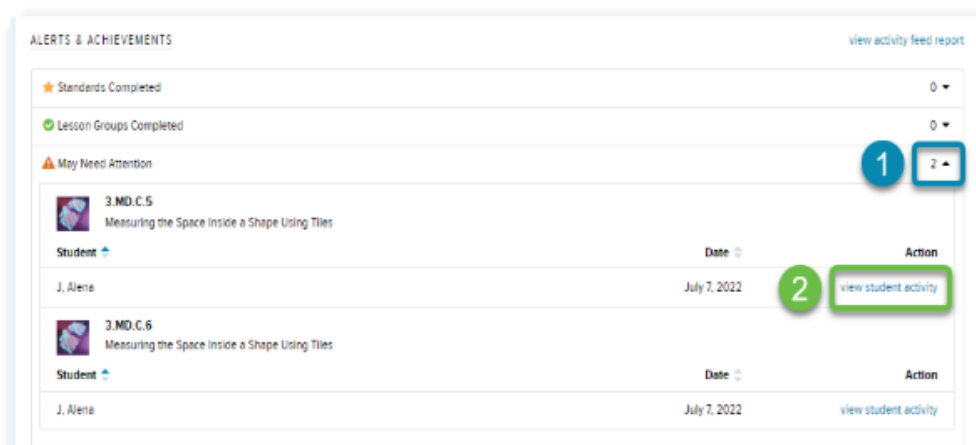 ALERTS & ACHIEVEMENTS view activity feed report
Standards Completed 0
Lesson Groups Completed 0
May Need Attention 1 2
3.MD.C.5
Measuring the Space Inside a Shape Using Tiles
Student Date Action
J, Alena July 7, 2022 2 view student activity
3.MD.C.6
Measuring the Space Inside a Shape Using Tiles
Student Date Action
J, Alena July 7, 2022 view student activity